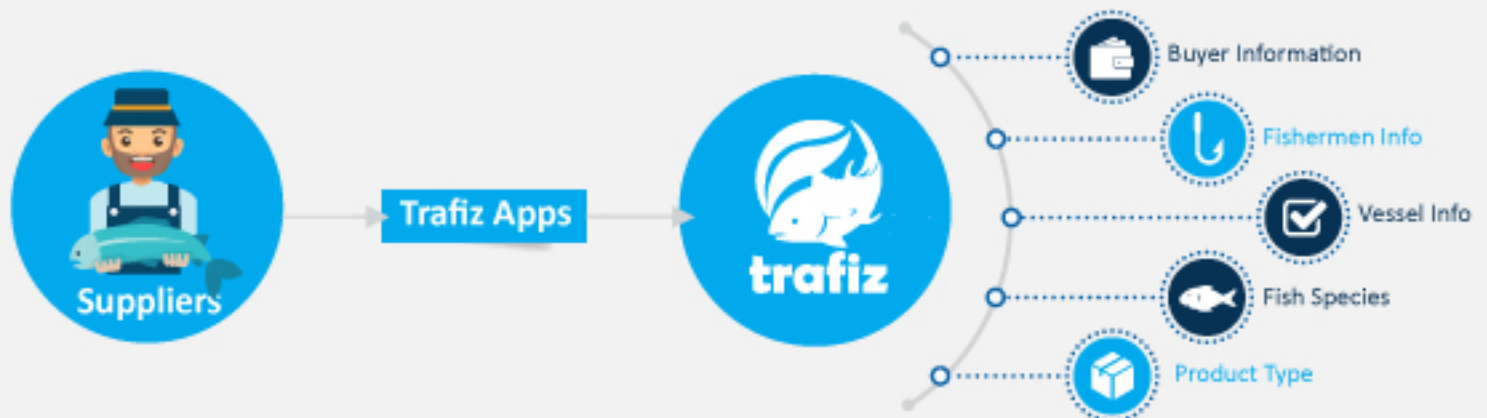 Suppliers
Trafiz Apps
trafiz
Buyer Information
Fishermen Info
Vessel Info
Fish Species
Product Type